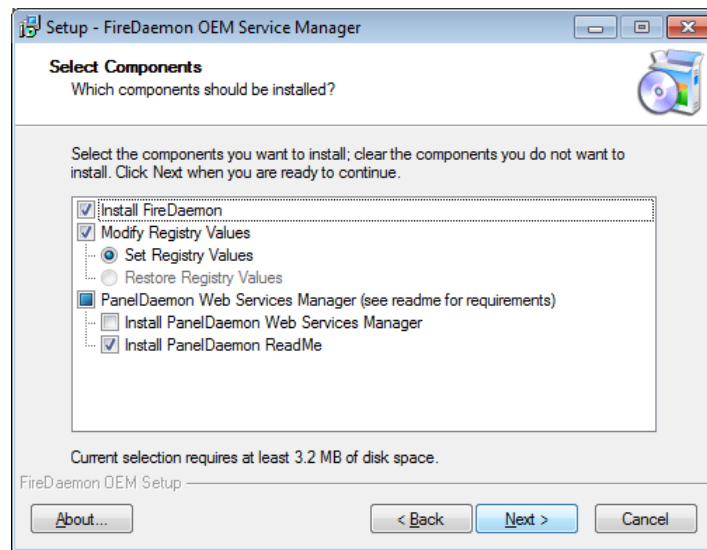 Setup - FireDaemon OEM Service Manager
Select Components
Which components should be installed?
Select the components you want to install; clear the components you do not want to
install. Click Next when you are ready to continue.
Install FireDaemon
Modify Registry Values
Set Registry Values
Restore Registry Values
PanelDaemon Web Services Manager (see readme for requirements)
Install PanelDaemon Web Services Manager
Install PanelDaemon ReadMe
Current selection requires at least 3.2 MB of disk space.
FireDaemon OEM Setup
About... < Back Next > Cancel